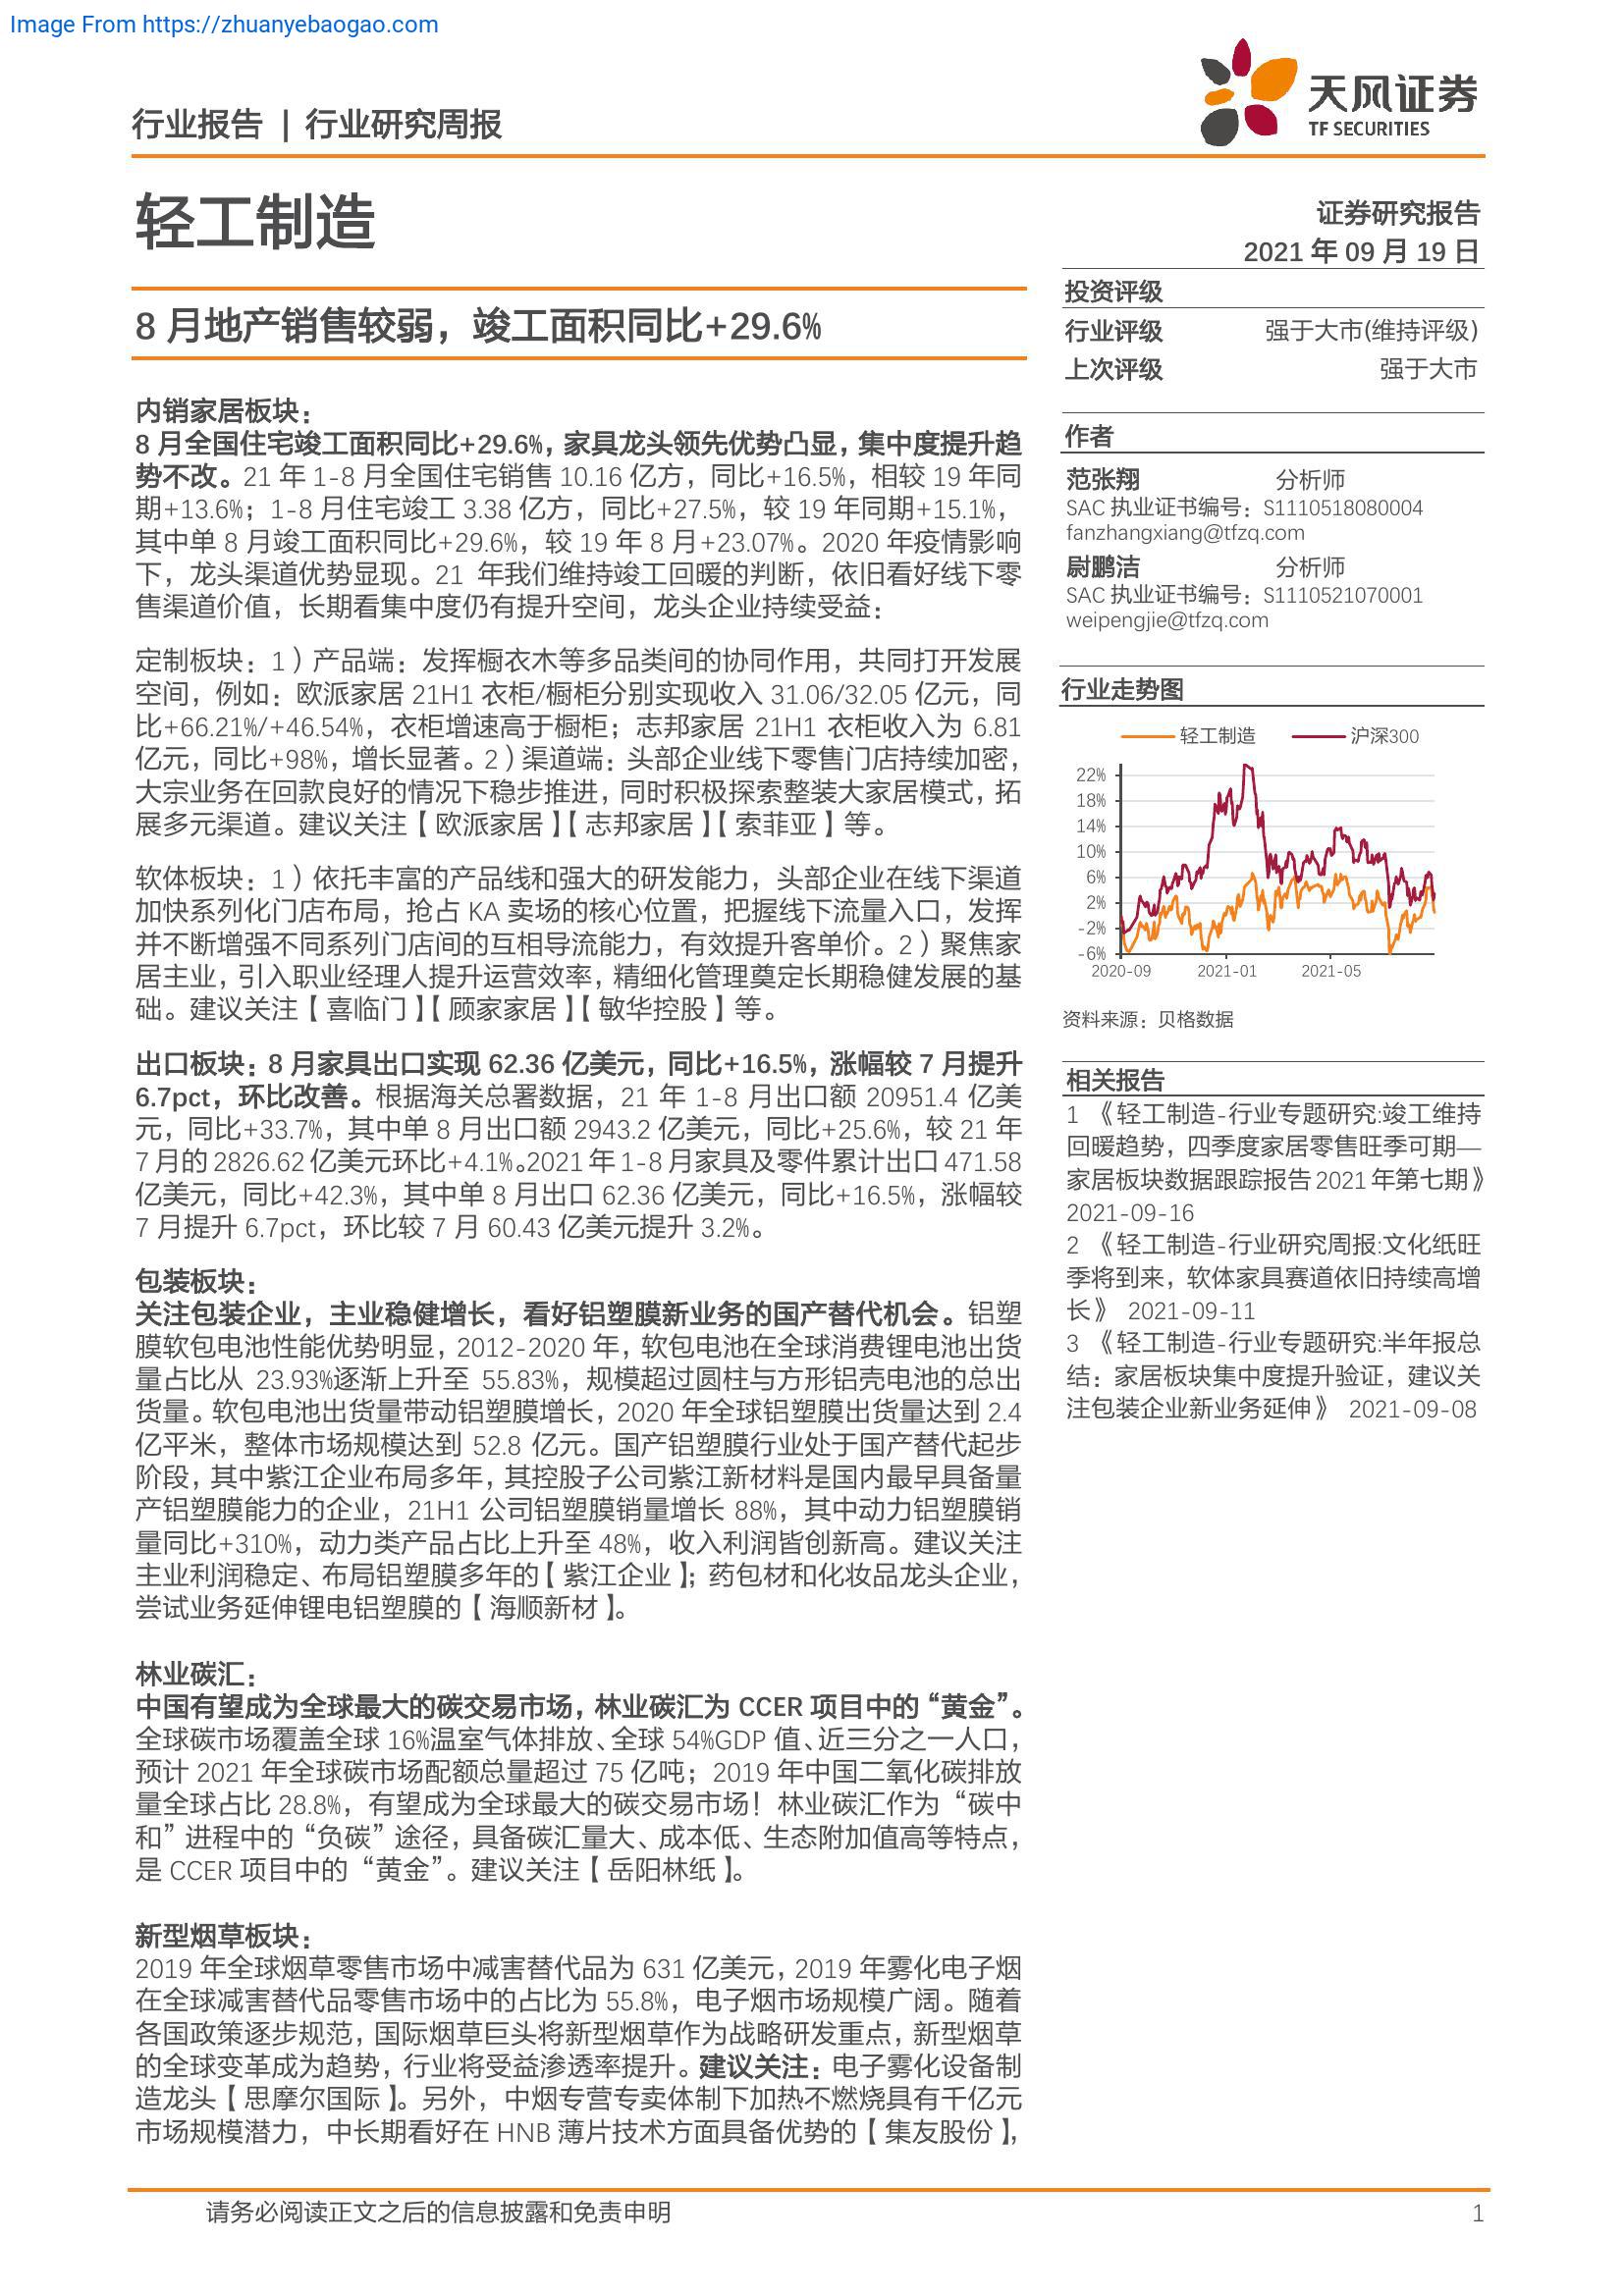 Image From https://zhuanyebaogao.com
行业报告 | 行业研究周报
天风证券
TF SECURITIES
轻工制造
证券研究报告
2021 年 09 月 19 日
8 月地产销售较弱，竣工面积同比+29.6%
内销家居板块：
8 月全国住宅竣工面积同比+29.6%，家具龙头领先优势凸显，集中度提升趋
势不改。21 年 1-8 月全国住宅销售 10.16 亿方，同比+16.5%，相较 19 年同
期+13.6%；1-8 月住宅竣工 3.38 亿方，同比+27.5%，较 19 年同期+15.1%，
其中单 8 月竣工面积同比+29.6%，较 19 年 8 月+23.07%。2020 年疫情影响
下，龙头渠道优势显现。21 年我们维持竣工回暖的判断，依旧看好线下零
售渠道价值，长期看集中度仍有提升空间，龙头企业持续受益：
定制板块：1）产品端：发挥橱衣木等多品类间的协同作用，共同打开发展
空间，例如：欧派家居 21H1 衣柜/橱柜分别实现收入 31.06/32.05 亿元，同
比+66.21%/+46.54%，衣柜增速高于橱柜；志邦家居 21H1 衣柜收入为 6.81
亿元，同比+98%，增长显著。2）渠道端：头部企业线下零售门店持续加密，
大宗业务在回款良好的情况下稳步推进，同时积极探索整装大家居模式，拓
展多元渠道。建议关注【欧派家居】【志邦家居】【索菲亚】等。
软体板块：1）依托丰富的产品线和强大的研发能力，头部企业在线下渠道
加快系列化门店布局，抢占 KA 卖场的核心位置，把握线下流量入口，发挥
并不断增强不同系列门店间的互相导流能力，有效提升客单价。2）聚焦家
居主业，引入职业经理人提升运营效率，精细化管理奠定长期稳健发展的基
础。建议关注【喜临门】【顾家家居】【敏华控股】等。
出口板块：8 月家具出口实现 62.36 亿美元，同比+16.5%，涨幅较 7 月提升
6.7pct，环比改善。根据海关总署数据，21 年 1-8 月出口额 20951.4 亿美
元，同比+33.7%，其中单 8 月出口额 2943.2 亿美元，同比+25.6%，较 21 年
7 月的 2826.62 亿美元环比+4.1%。2021 年 1-8 月家具及零件累计出口 471.58
亿美元，同比+42.3%，其中单 8 月出口 62.36 亿美元，同比+16.5%，涨幅较
7 月提升 6.7pct，环比较 7 月 60.43 亿美元提升 3.2%。
包装板块：
关注包装企业，主业稳健增长，看好铝塑膜新业务的国产替代机会。铝塑
膜软包电池性能优势明显，2012-2020 年，软包电池在全球消费锂电池出货
量占比从 23.93%逐渐上升至 55.83%，规模超过圆柱与方形铝壳电池的总出
货量。软包电池出货量带动铝塑膜增长，2020 年全球铝塑膜出货量达到 2.4
亿平米，整体市场规模达到 52.8 亿元。国产铝塑膜行业处于国产替代起步
阶段，其中紫江企业布局多年，其控股子公司紫江新材料是国内最早具备量
产铝塑膜能力的企业，21H1 公司铝塑膜销量增长 88%，其中动力铝塑膜销
量同比+310%，动力类产品占比上升至 48%，收入利润皆创新高。建议关注
主业利润稳定、布局铝塑膜多年的【紫江企业】；药包材和化妆品龙头企业，
尝试业务延伸锂电铝塑膜的【海顺新材】。
林业碳汇：
中国有望成为全球最大的碳交易市场，林业碳汇为 CCER 项目中的“黄金”。
全球碳市场覆盖全球 16%温室气体排放、全球 54%GDP 值、近三分之一人口，
预计 2021 年全球碳市场配额总量超过 75 亿吨；2019 年中国二氧化碳排放
量全球占比 28.8%，有望成为全球最大的碳交易市场！林业碳汇作为“碳中
和”进程中的“负碳”途径，具备碳汇量大、成本低、生态附加值高等特点，
是 CCER 项目中的“黄金”。建议关注【岳阳林纸】。
新型烟草板块：
2019 年全球烟草零售市场中减害替代品为 631 亿美元，2019 年雾化电子烟
在全球减害替代品零售市场中的占比为 55.8%，电子烟市场规模广阔。随着
各国政策逐步规范，国际烟草巨头将新型烟草作为战略研发重点，新型烟草
的全球变革成为趋势，行业将受益渗透率提升。建议关注：电子雾化设备制
造龙头【思摩尔国际】。另外，中烟专营专卖体制下加热不燃烧具有千亿元
市场规模潜力，中长期看好在 HNB 薄片技术方面具备优势的【集友股份】，
投资评级
行业评级 强于大市(维持评级)
上次评级 强于大市
作者
范张翔 分析师
SAC 执业证书编号：S1110518080004
fanzhangxiang@tfzq.com
尉鹏洁 分析师
SAC 执业证书编号：S1110521070001
weipengjie@tfzq.com
行业走势图
轻工制造 沪深300
22%
18%
14%
10%
6%
2%
-2%
-6%
2020-09 2021-01 2021-05
资料来源：贝格数据
相关报告
1 《轻工制造-行业专题研究:竣工维持
回暖趋势，四季度家居零售旺季可期—
家居板块数据跟踪报告 2021 年第七期》
2021-09-16
2 《轻工制造-行业研究周报:文化纸旺
季将到来，软体家具赛道依旧持续高增
长》 2021-09-11
3 《轻工制造-行业专题研究:半年报总
结：家居板块集中度提升验证，建议关
注包装企业新业务延伸》 2021-09-08
请务必阅读正文之后的信息披露和免责申明 1